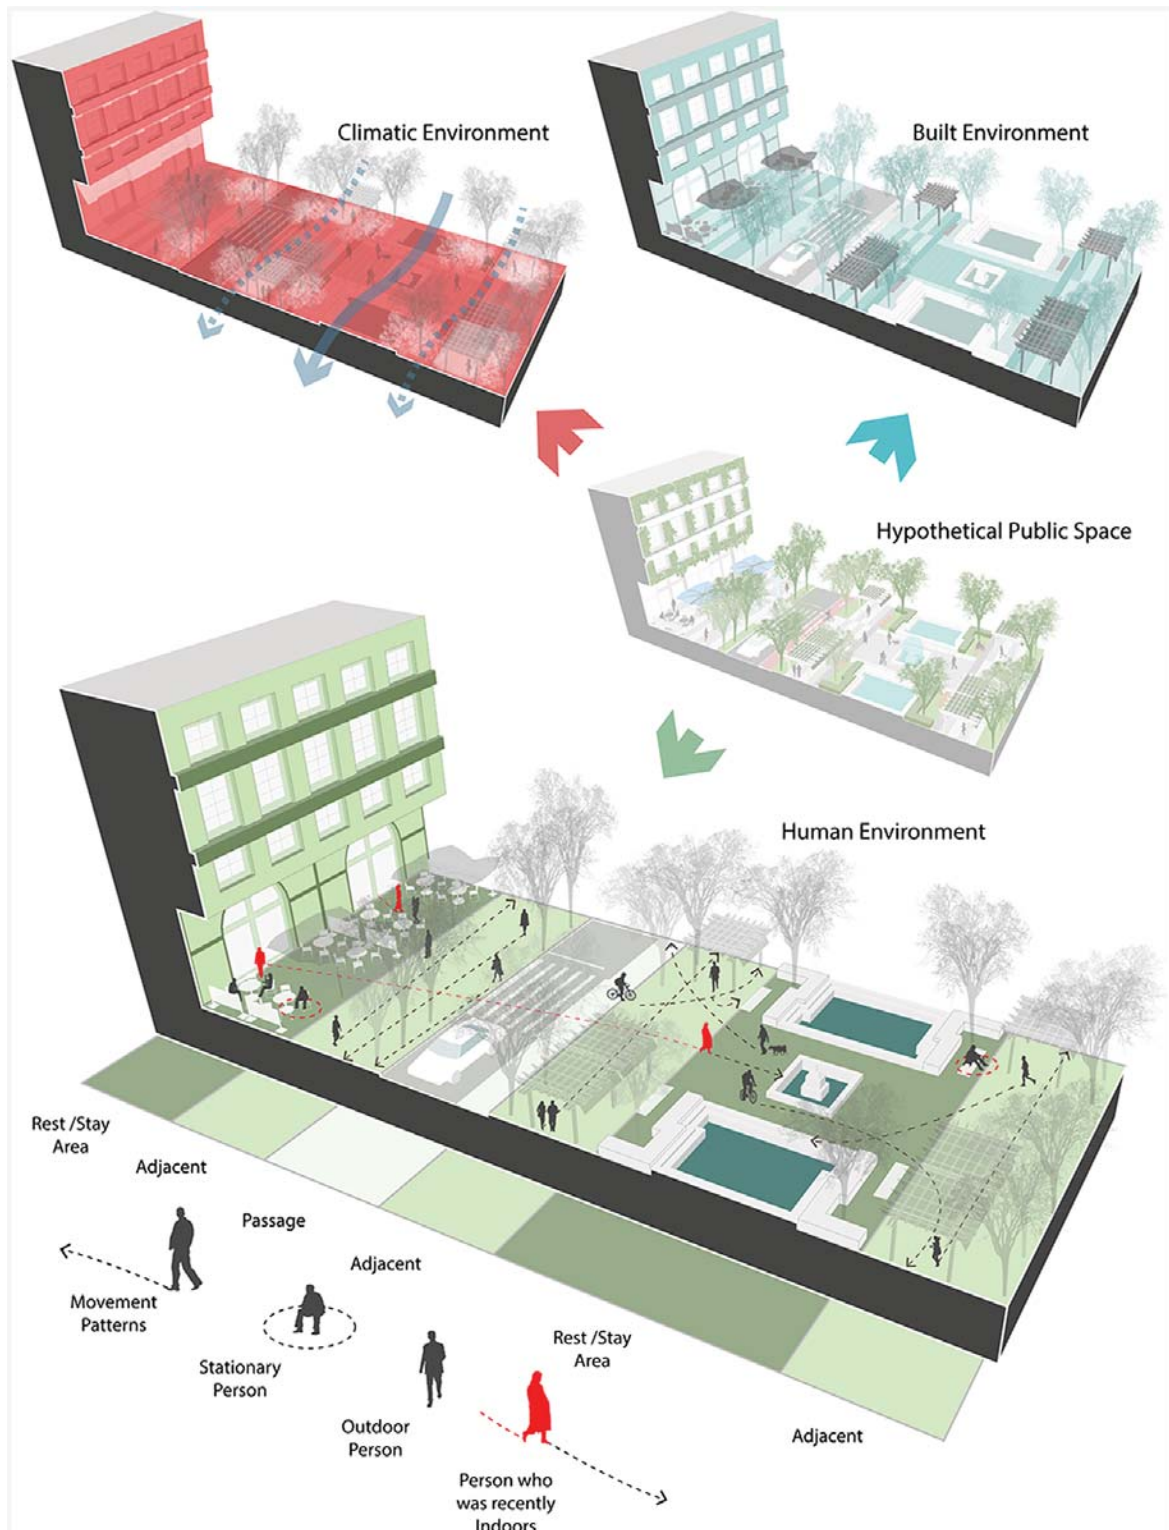 Climatic Environment
Built Environment
Hypothetical Public Space
Human Environment
Rest /Stay
Area
Adjacent
Passage
Adjacent
Rest /Stay
Area
Adjacent
Movement
Patterns
Stationary
Person
Outdoor
Person
Person who
was recently
Indoors